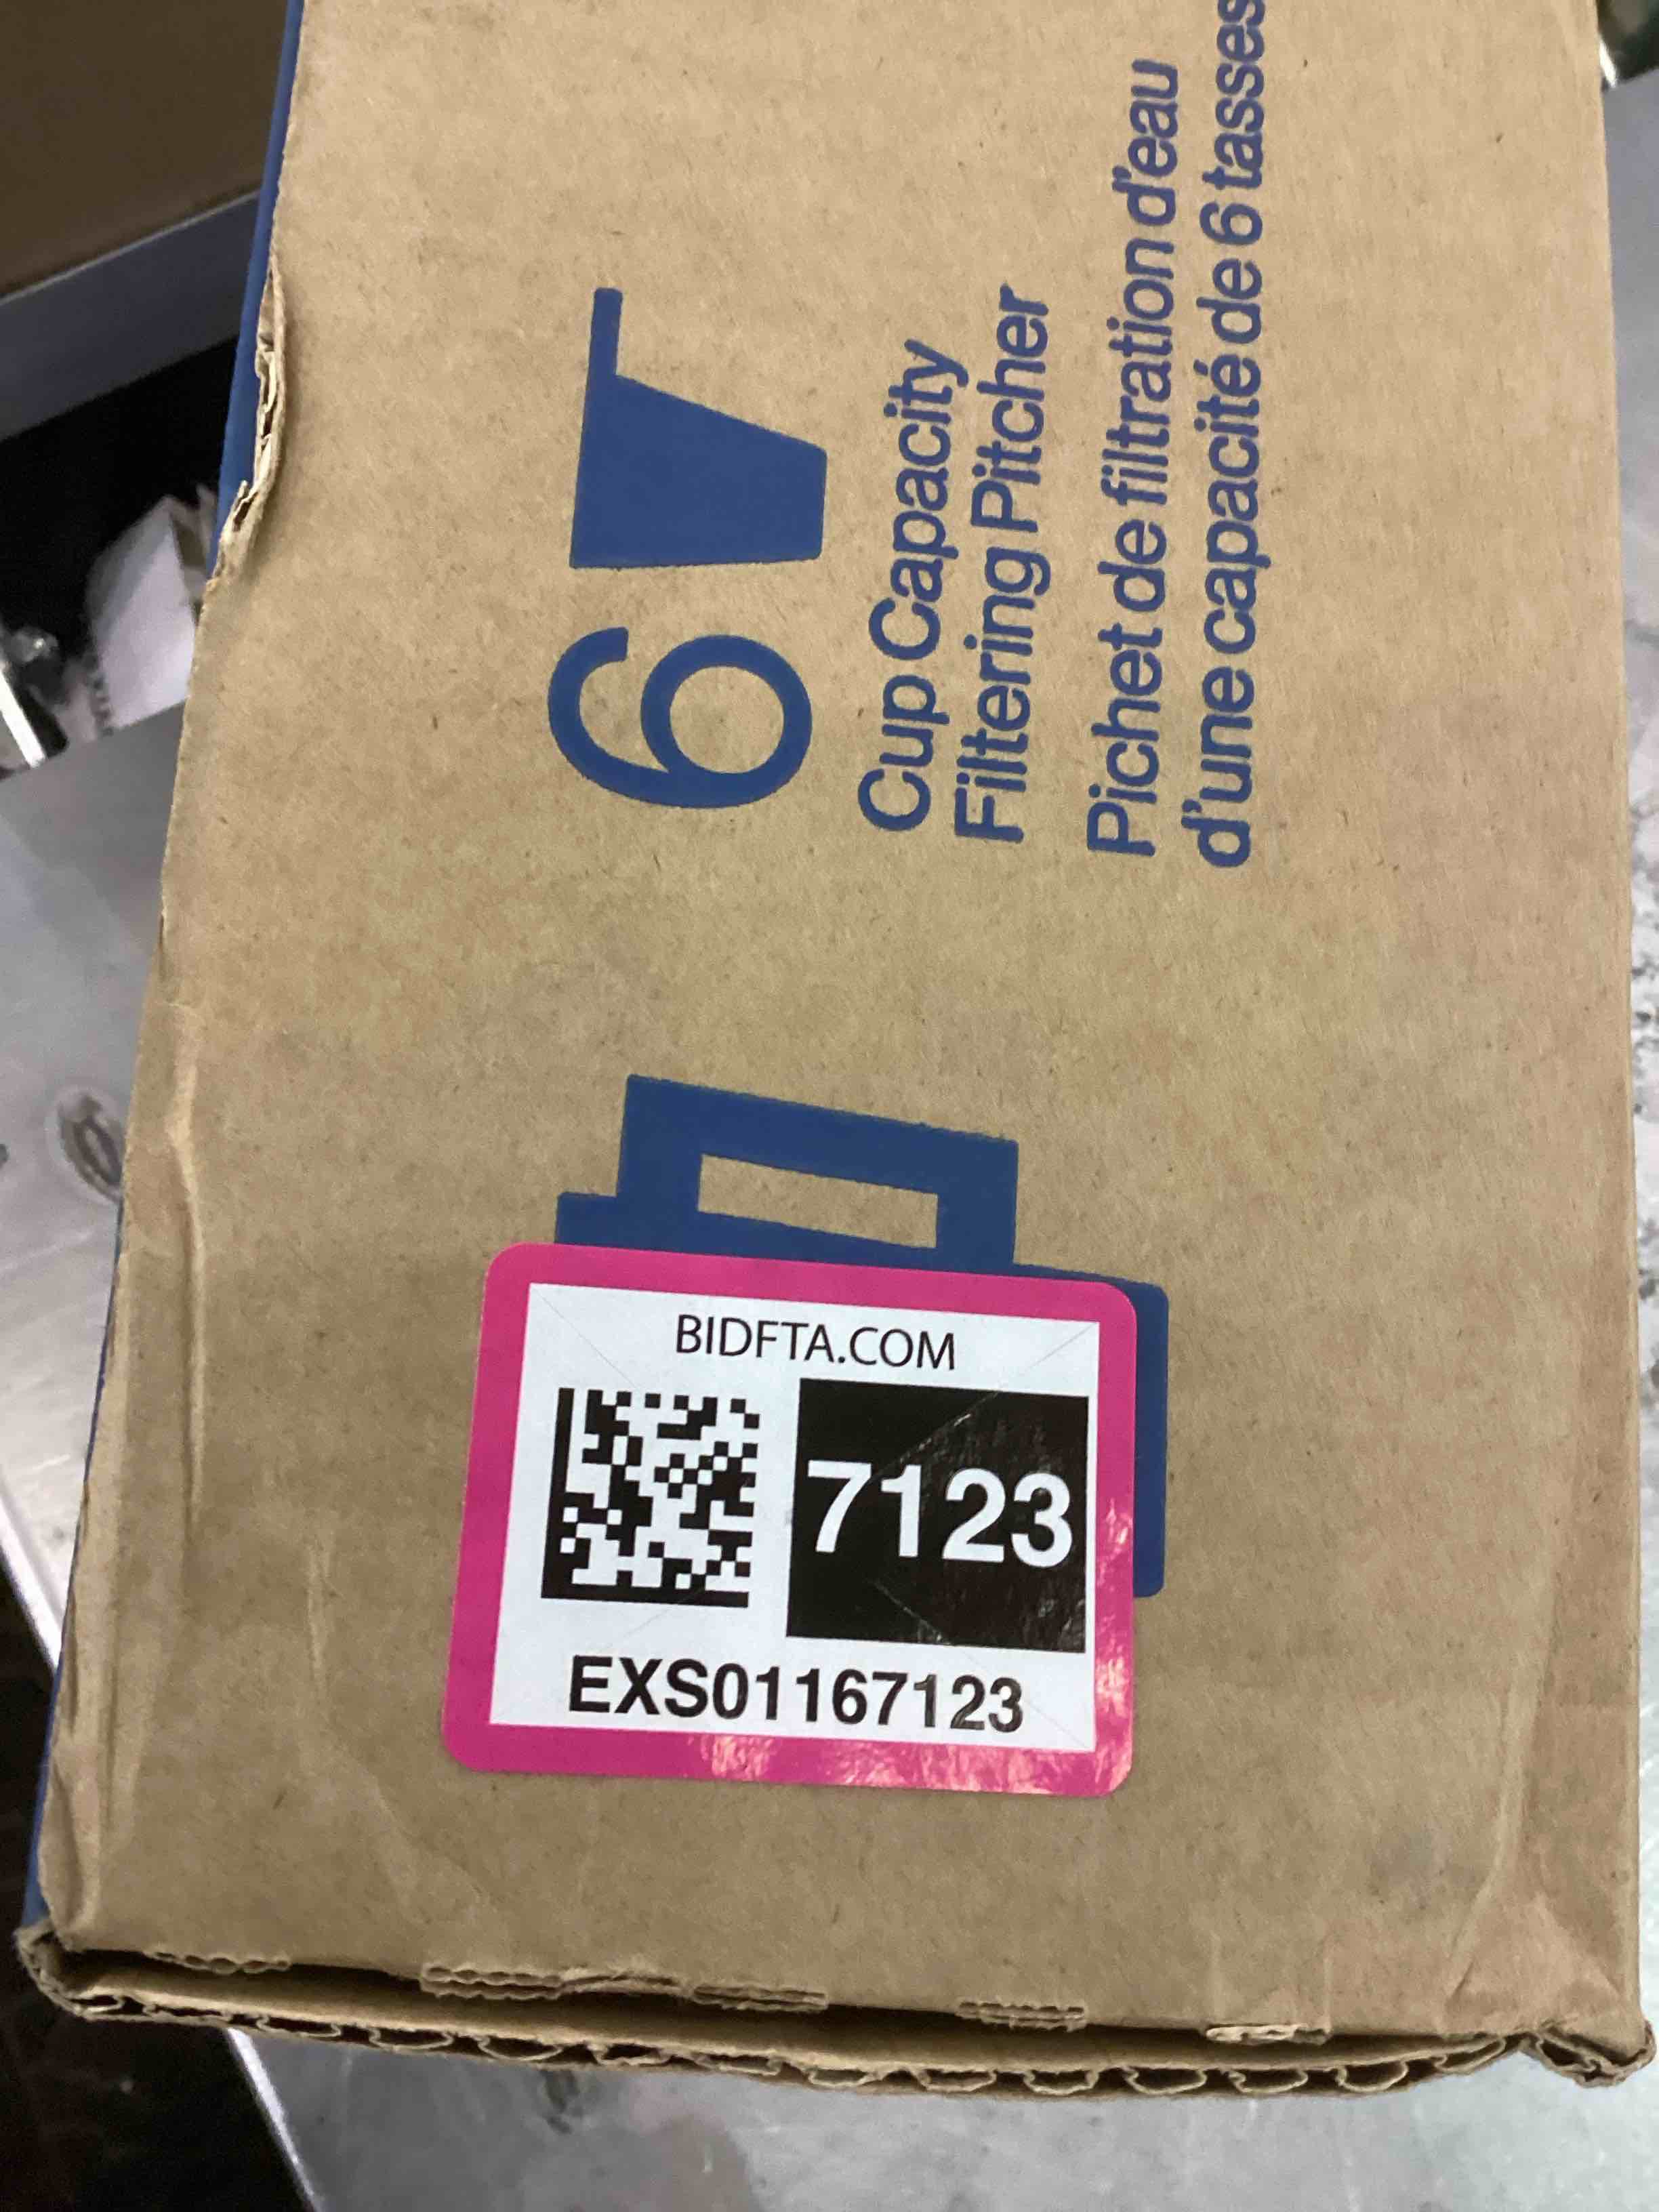 6
Cup Capacity
Filtering Pitcher
Pichet de filtration d'eau
d'une capacité de 6 tasses
BIDFTA.COM
7123
EXS01167123